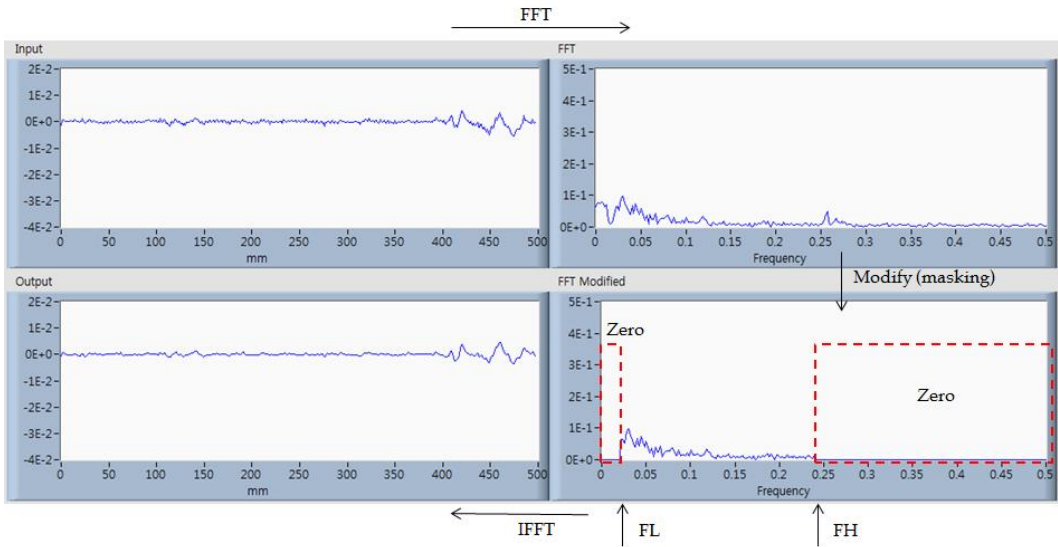 FFT
Input
2E-2
1E-2
0E+0
-1E-2
-2E-2
-3E-2
-4E-2
0 50 100 150 200 250 300 350 400 450 500
mm
FFT
5E-1
4E-1
3E-1
2E-1
1E-1
0E+0
0 0.05 0.1 0.15 0.2 0.25 0.3 0.35 0.4 0.45 0.5
Frequency
Modify (masking)
Output
2E-2
1E-2
0E+0
-1E-2
-2E-2
-3E-2
-4E-2
0 50 100 150 200 250 300 350 400 450 500
mm
FFT Modified
5E-1
4E-1
3E-1
2E-1
1E-1
0E+0
Zero
Zero
0 0.05 0.1 0.15 0.2 0.25 0.3 0.35 0.4 0.45 0.5
Frequency
IFFT
FL
FH